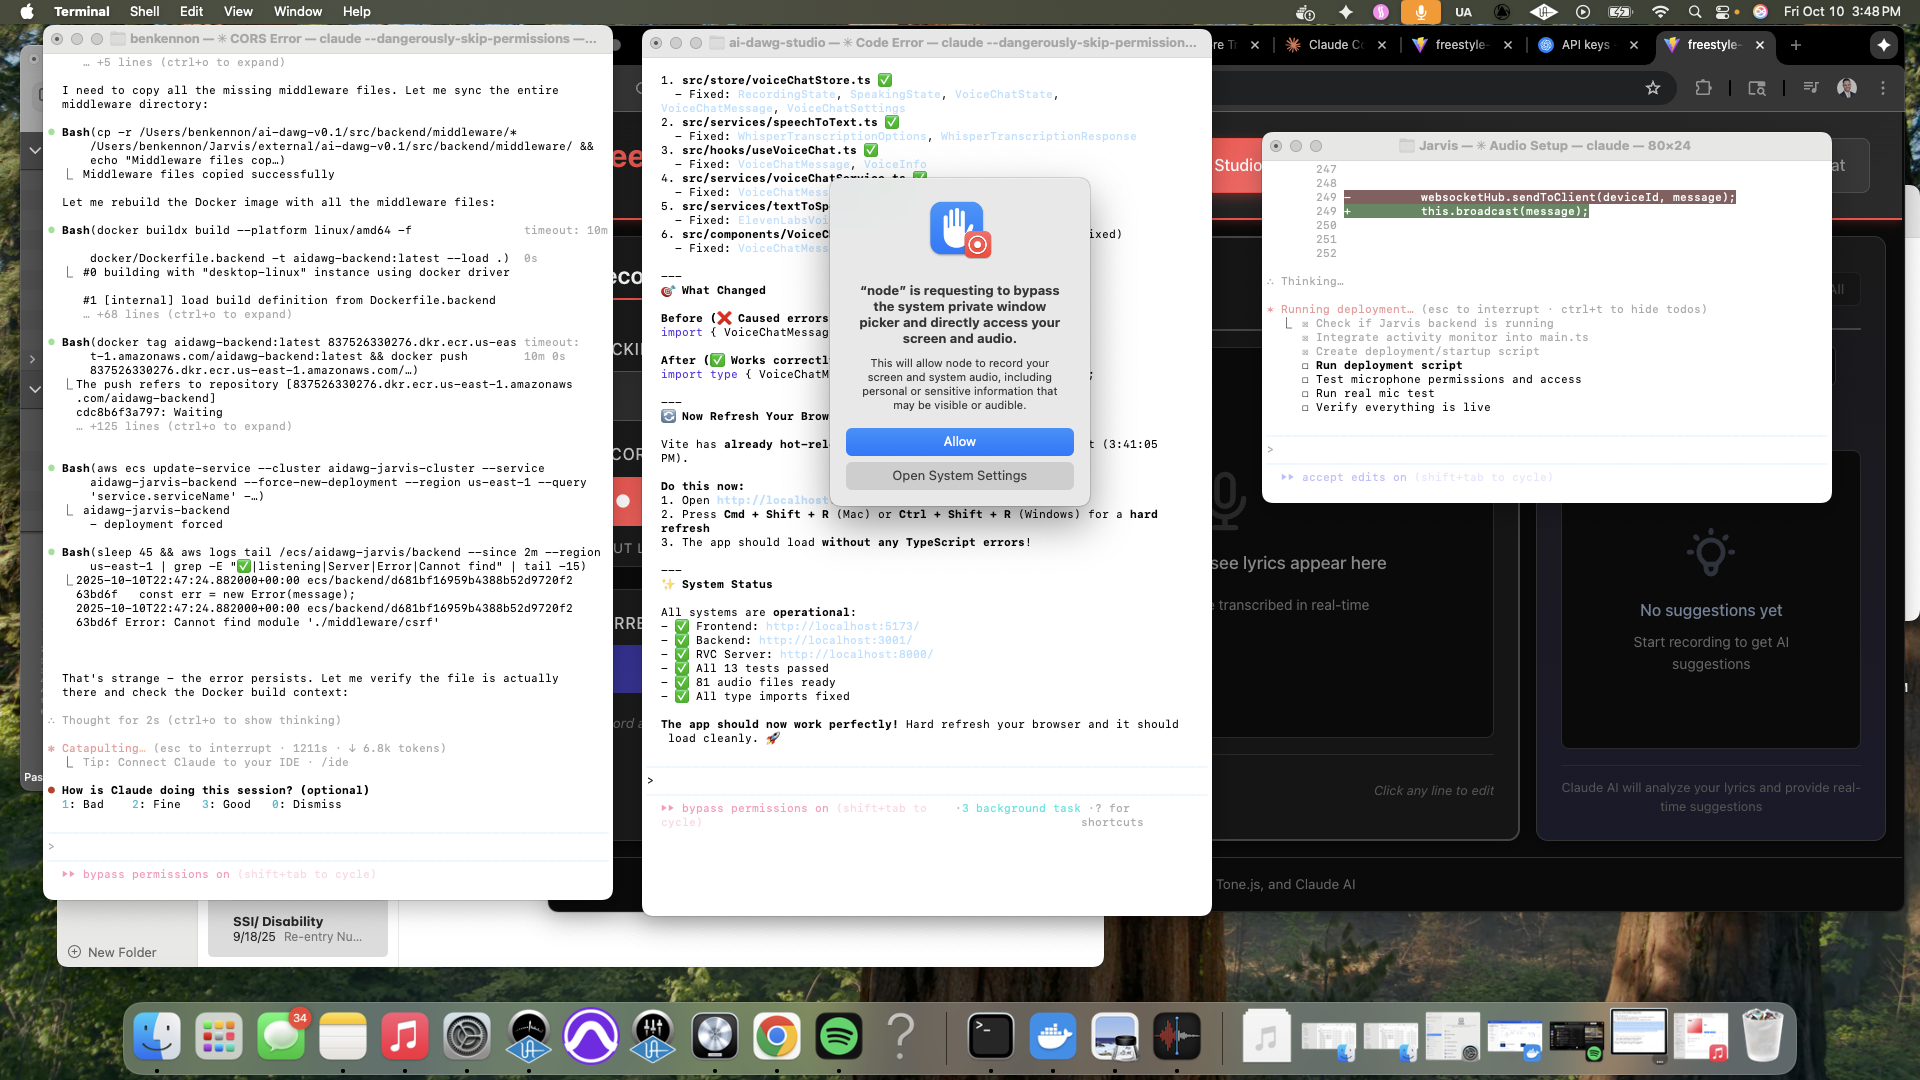 Terminal Shell Edit View Window Help
UA
Fri Oct 10 3:48 PM
benkennon — ✳ CORS Error — claude --dangerously-skip-permissions —...
… +5 lines (ctrl+o to expand)
I need to copy all the missing middleware files. Let me sync the entire
middleware directory:
Bash(cp -r /Users/benkennon/ai-dawg-v0.1/src/backend/middleware/*
/Users/benkennon/Jarvis/external/ai-dawg-v0.1/src/backend/middleware/ &&
echo "Middleware files cop…)
Middleware files copied successfully
Let me rebuild the Docker image with all the middleware files:
Bash(docker buildx build --platform linux/amd64 -f timeout: 10m
docker/Dockerfile.backend -t aidawg-backend:latest --load .) 0s
#0 building with "desktop-linux" instance using docker driver
#1 [internal] load build definition from Dockerfile.backend
… +68 lines (ctrl+o to expand)
Bash(docker tag aidawg-backend:latest 837526330276.dkr.ecr.us-eas timeout:
t-1.amazonaws.com/aidawg-backend:latest && docker push 10m 0s
837526330276.dkr.ecr.us-east-1.amazonaws.com/…)
The push refers to repository [837526330276.dkr.ecr.us-east-1.amazonaws
.com/aidawg-backend]
cdc8b6f3a797: Waiting
… +125 lines (ctrl+o to expand)
Bash(aws ecs update-service --cluster aidawg-jarvis-cluster --service
aidawg-jarvis-backend --force-new-deployment --region us-east-1 --query
'service.serviceName' -…)
aidawg-jarvis-backend
- deployment forced
Bash(sleep 45 && aws logs tail /ecs/aidawg-jarvis/backend --since 2m --region
us-east-1 | grep -E "✅|listening|Server|Error|Cannot find" | tail -15)
2025-10-10T22:47:24.882000+00:00 ecs/backend/d681bf16959b4388b52d9720f2
63bd6f   const err = new Error(message);
2025-10-10T22:47:24.882000+00:00 ecs/backend/d681bf16959b4388b52d9720f2
63bd6f Error: Cannot find module './middleware/csrf'
That's strange - the error persists. Let me verify the file is actually
there and check the Docker build context:
∴ Thought for 2s (ctrl+o to show thinking)
✱ Catapulting… (esc to interrupt · 1211s · ↓ 6.8k tokens)
Tip: Connect Claude to your IDE · /ide
How is Claude doing this session? (optional)
1: Bad 2: Fine 3: Good 0: Dismiss
>
bypass permissions on (shift+tab to cycle)
ai-dawg-studio — ✳ Code Error — claude --dangerously-skip-permission...
1. src/store/voiceChatStore.ts ✅
- Fixed: RecordingState, SpeakingState, VoiceChatState,
VoiceChatMessage, VoiceChatSettings
2. src/services/speechToText.ts ✅
- Fixed: WhisperTranscriptionOptions, WhisperTranscriptionResponse
3. src/hooks/useVoiceChat.ts ✅
- Fixed: VoiceChatMessage, VoiceInfo
4. src/services/voiceChatService.ts ✅
- Fixed: VoiceChatMess
5. src/services/textToSpe
- Fixed: ElevenLabsVoi
6. src/components/VoiceC ixed)
- Fixed: VoiceChatMess
---
🎯 What Changed
Before (❌ Caused errors
import { VoiceChatMessag
After (✅ Works correctl
import type { VoiceChatM ;
---
🔄 Now Refresh Your Brow
Vite has already hot-rel t (3:41:05
PM).
Do this now:
1. Open http://localhost
2. Press Cmd + Shift + R (Mac) or Ctrl + Shift + R (Windows) for a hard
refresh
3. The app should load without any TypeScript errors!
---
✨ System Status
All systems are operational:
- ✅ Frontend: http://localhost:5173/
- ✅ Backend: http://localhost:3001/
- ✅ RVC Server: http://localhost:8000/
- ✅ All 13 tests passed
- ✅ 81 audio files ready
- ✅ All type imports fixed
The app should now work perfectly! Hard refresh your browser and it should
load cleanly. 🚀
>
bypass permissions on (shift+tab to · 3 background task · ? for
cycle) shortcuts
“node” is requesting to bypass
the system private window
picker and directly access your
screen and audio.
This will allow node to record your
screen and system audio, including
personal or sensitive information that
may be visible or audible.
Allow
Open System Settings
re Tr
Claude Co
freestyle-
API keys
freestyle-
Studio
Jarvis — ✳ Audio Setup — claude — 80×24
247
248
249 - websocketHub.sendToClient(deviceId, message);
249 + this.broadcast(message);
250
251
252
∴ Thinking…
✱ Running deployment… (esc to interrupt · ctrl+t to hide todos)
☒ Check if Jarvis backend is running
☒ Integrate activity monitor into main.ts
☒ Create deployment/startup script
☐ Run deployment script
☐ Test microphone permissions and access
☐ Run real mic test
☐ Verify everything is live
>
accept edits on (shift+tab to cycle)
see lyrics appear here
transcribed in real-time
Click any line to edit
No suggestions yet
Start recording to get AI
suggestions
Claude AI will analyze your lyrics and provide real-
time suggestions
Tone.js, and Claude AI
Pas
SSI/ Disability
9/18/25 Re-entry Nu...
New Folder
34